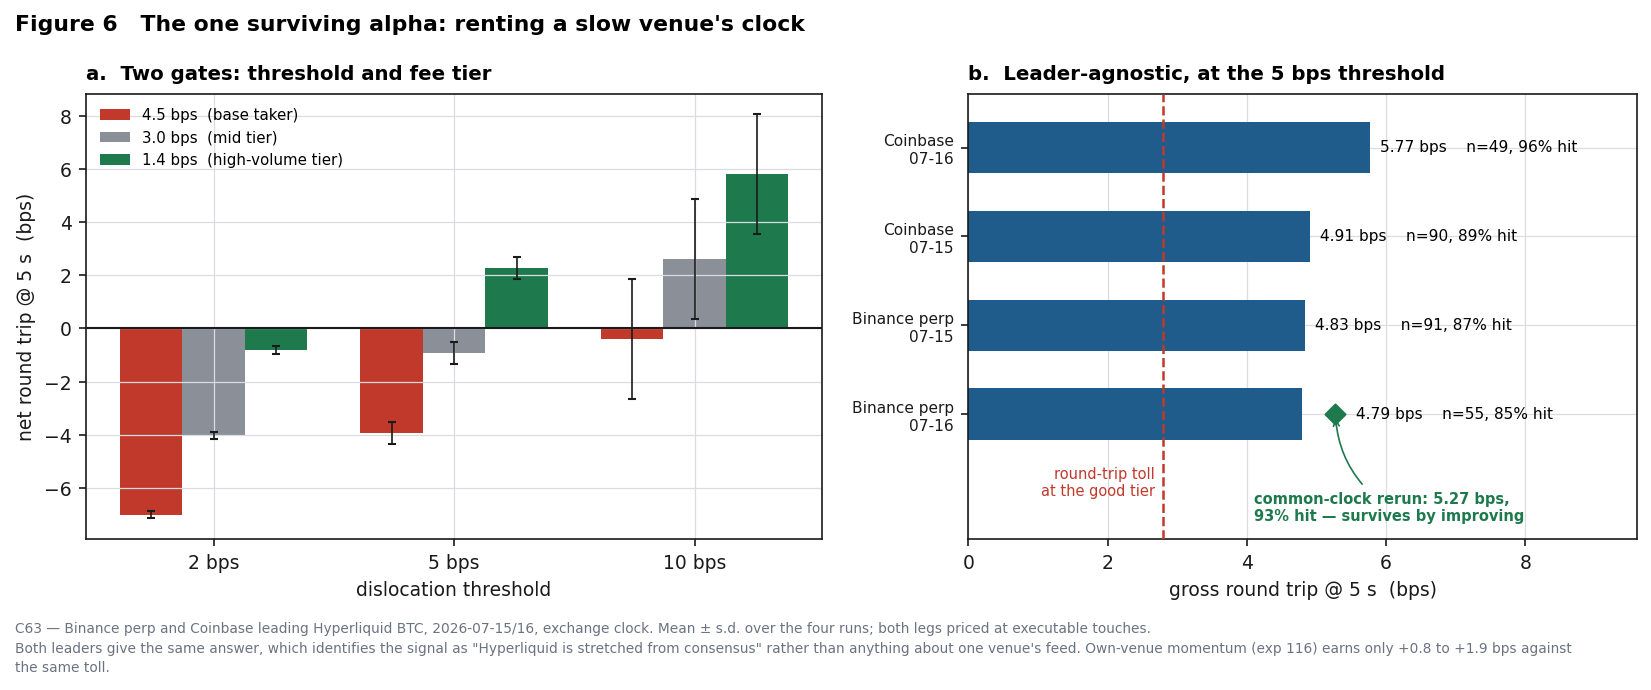 Figure 6   The one surviving alpha: renting a slow venue's clock
a.  Two gates: threshold and fee tier
4.5 bps  (base taker)
3.0 bps  (mid tier)
1.4 bps  (high-volume tier)
net round trip @ 5 s  (bps)
8
6
4
2
0
−2
−4
−6
2 bps
5 bps
10 bps
dislocation threshold
b.  Leader-agnostic, at the 5 bps threshold
Coinbase
07-16
5.77 bps    n=49, 96% hit
Coinbase
07-15
4.91 bps    n=90, 89% hit
Binance perp
07-15
4.83 bps    n=91, 87% hit
Binance perp
07-16
4.79 bps    n=55, 85% hit
round-trip toll
at the good tier
common-clock rerun: 5.27 bps,
93% hit — survives by improving
0
2
4
6
8
gross round trip @ 5 s  (bps)
C63 — Binance perp and Coinbase leading Hyperliquid BTC, 2026-07-15/16, exchange clock. Mean ± s.d. over the four runs; both legs priced at executable touches.
Both leaders give the same answer, which identifies the signal as "Hyperliquid is stretched from consensus" rather than anything about one venue's feed. Own-venue momentum (exp 116) earns only +0.8 to +1.9 bps against
the same toll.